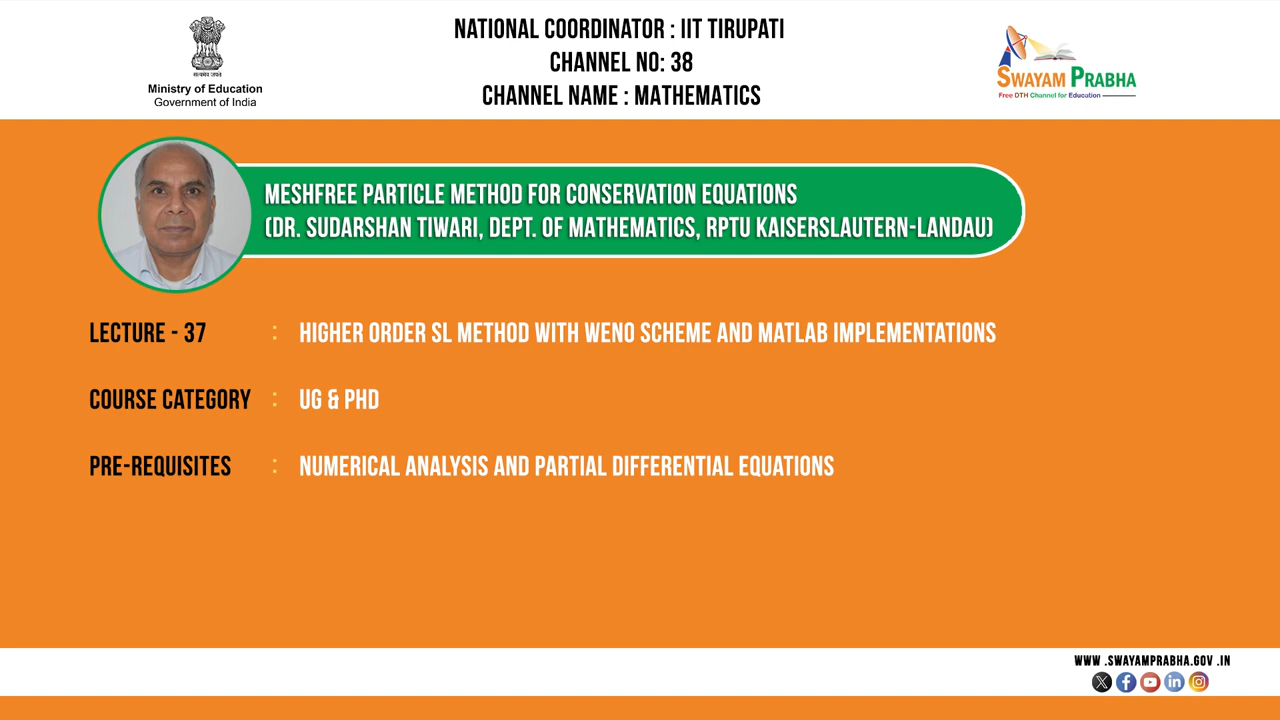 NATIONAL COORDINATOR : IIT TIRUPATI
CHANNEL NO: 38
CHANNEL NAME : MATHEMATICS
सत्यमेव जयते
Ministry of Education
Government of India
SWAYAM PRABHA
Free DTH Channel for Education
MESHFREE PARTICLE METHOD FOR CONSERVATION EQUATIONS
(DR. SUDARSHAN TIWARI, DEPT. OF MATHEMATICS, RPTU KAISERSLAUTERN-LANDAU)
LECTURE - 37 : HIGHER ORDER SL METHOD WITH WENO SCHEME AND MATLAB IMPLEMENTATIONS
COURSE CATEGORY : UG & PHD
PRE-REQUISITES : NUMERICAL ANALYSIS AND PARTIAL DIFFERENTIAL EQUATIONS
WWW .SWAYAMPRABHA.GOV .IN